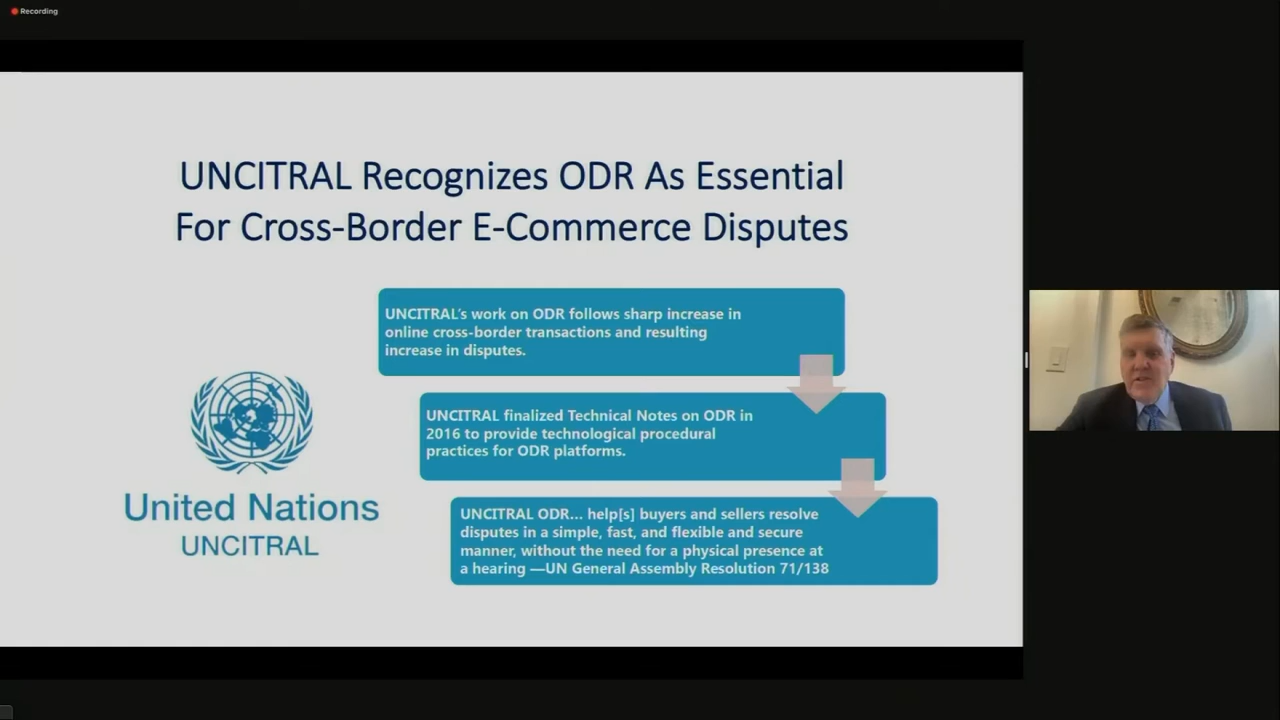 Recording
UNCITRAL Recognizes ODR As Essential
For Cross-Border E-Commerce Disputes
UNCITRAL's work on ODR follows sharp increase in
online cross-border transactions and resulting
increase in disputes.
UNCITRAL finalized Technical Notes on ODR in
2016 to provide technological procedural
practices for ODR platforms.
United Nations
UNCITRAL
UNCITRAL ODR... help[s] buyers and sellers resolve
disputes in a simple, fast, and flexible and secure
manner, without the need for a physical presence at
a hearing —UN General Assembly Resolution 71/138